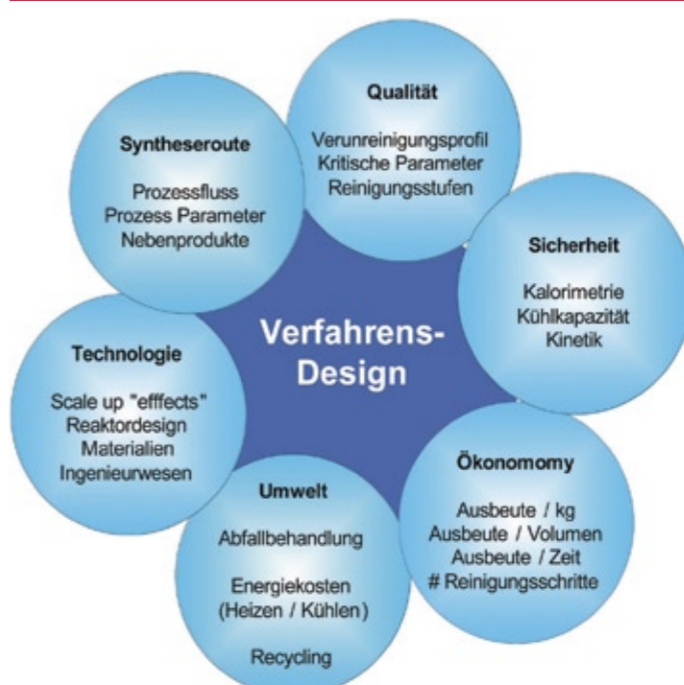 Qualität
Verunreinigungsprofil
Kritische Parameter
Reinigungsstufen
Syntheseroute
Prozessfluss
Prozess Parameter
Nebenprodukte
Sicherheit
Kalorimetrie
Kühlkapazität
Kinetik
Verfahrens-
Design
Technologie
Scale up "efffects"
Reaktordesign
Materialien
Ingenieurwesen
Ökonomomy
Ausbeute / kg
Ausbeute / Volumen
Ausbeute / Zeit
# Reinigungsschritte
Umwelt
Abfallbehandlung
Energiekosten
(Heizen / Kühlen)
Recycling